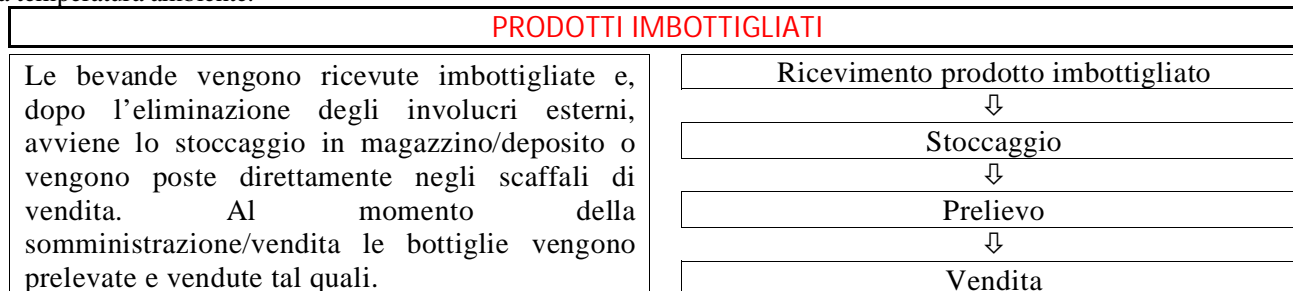 a temperatura ambiente.
PRODOTTI IMBOTTIGLIATI
Le bevande vengono ricevute imbottigliate e,
dopo l’eliminazione degli involucri esterni,
avviene lo stoccaggio in magazzino/deposito o
vengono poste direttamente negli scaffali di
vendita. Al momento della
somministrazione/vendita le bottiglie vengono
prelevate e vendute tal quali.
Ricevimento prodotto imbottigliato
⇩
Stoccaggio
⇩
Prelievo
⇩
Vendita